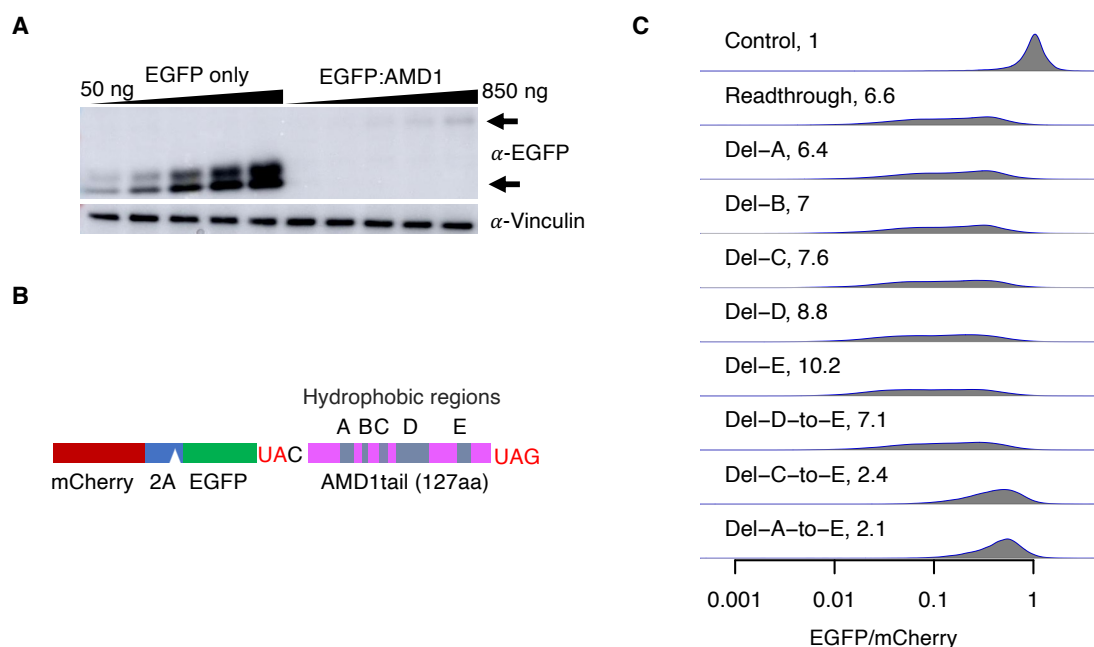 A
EGFP only
EGFP:AMD1
50 ng
850 ng
α-EGFP
α-Vinculin
B
Hydrophobic regions
A BC D E
UAC
UAG
mCherry 2A EGFP
AMD1tail (127aa)
C
Control, 1
Readthrough, 6.6
Del−A, 6.4
Del−B, 7
Del−C, 7.6
Del−D, 8.8
Del−E, 10.2
Del−D−to−E, 7.1
Del−C−to−E, 2.4
Del−A−to−E, 2.1
0.001 0.01 0.1 1
EGFP/mCherry